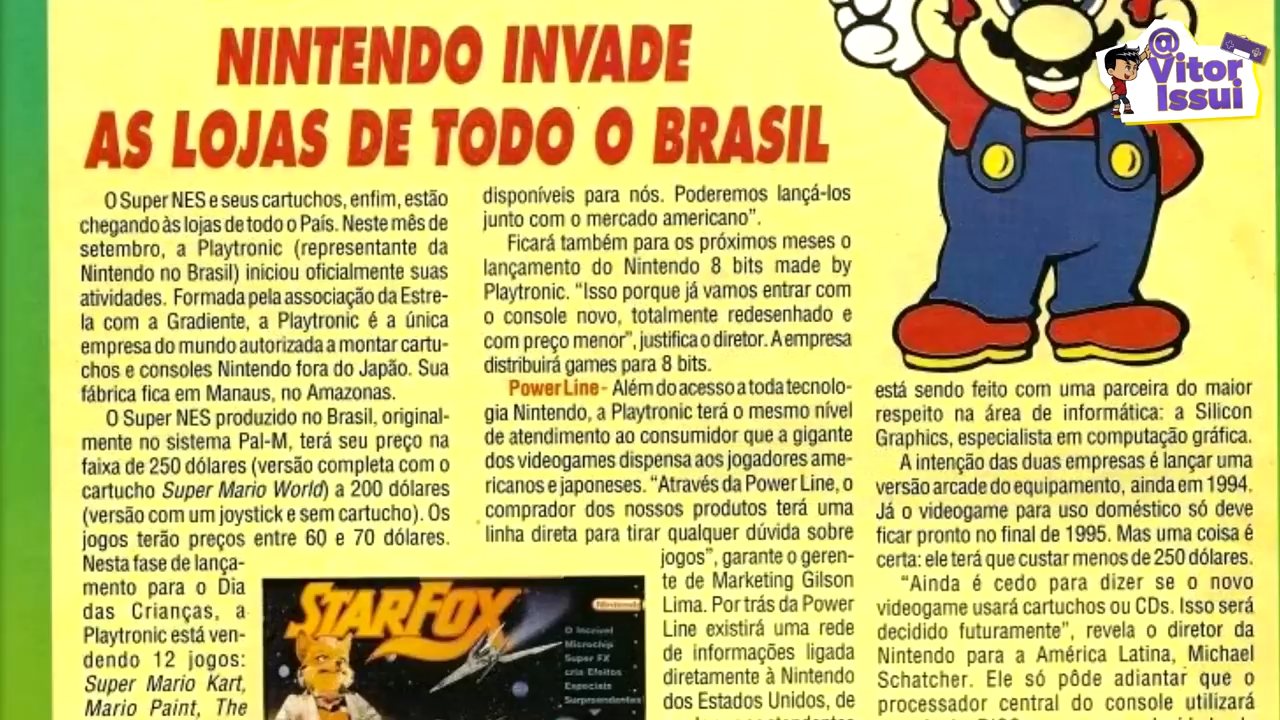 NINTENDO INVADE
AS LOJAS DE TODO O BRASIL
@
Vitor
Issui
O Super NES e seus cartuchos, enfim, estão
chegando às lojas de todo o País. Neste mês de
setembro, a Playtronic (representante da
Nintendo no Brasil) iniciou oficialmente suas
atividades. Formada pela associação da Estre-
la com a Gradiente, a Playtronic é a única
empresa do mundo autorizada a montar cartu-
chos e consoles Nintendo fora do Japão. Sua
fábrica fica em Manaus, no Amazonas.
O Super NES produzido no Brasil, original-
mente no sistema Pal-M, terá seu preço na
faixa de 250 dólares (versão completa com o
cartucho Super Mario World) a 200 dólares
(versão com um joystick e sem cartucho). Os
jogos terão preços entre 60 e 70 dólares.
Nesta fase de lança-
mento para o Dia
das Crianças, a
Playtronic está ven-
dendo 12 jogos:
Super Mario Kart,
Mario Paint, The
STARFOX
Nintendo
O Incrível
Microchip
Super FX
cria Efeitos
Especiais
Surpreendentes
disponíveis para nós. Poderemos lançá-los
junto com o mercado americano”.
Ficará também para os próximos meses o
lançamento do Nintendo 8 bits made by
Playtronic. “Isso porque já vamos entrar com
o console novo, totalmente redesenhado e
com preço menor”, justifica o diretor. A empresa
distribuirá games para 8 bits.
Power Line - Além do acesso a toda tecnolo-
gia Nintendo, a Playtronic terá o mesmo nível
de atendimento ao consumidor que a gigante
dos videogames dispensa aos jogadores ame-
ricanos e japoneses. “Através da Power Line, o
comprador dos nossos produtos terá uma
linha direta para tirar qualquer dúvida sobre
jogos”, garante o geren-
te de Marketing Gilson
Lima. Por trás da Power
Line existirá uma rede
de informações ligada
diretamente à Nintendo
dos Estados Unidos, de
está sendo feito com uma parceira do maior
respeito na área de informática: a Silicon
Graphics, especialista em computação gráfica.
A intenção das duas empresas é lançar uma
versão arcade do equipamento, ainda em 1994.
Já o videogame para uso doméstico só deve
ficar pronto no final de 1995. Mas uma coisa é
certa: ele terá que custar menos de 250 dólares.
“Ainda é cedo para dizer se o novo
videogame usará cartuchos ou CDs. Isso será
decidido futuramente”, revela o diretor da
Nintendo para a América Latina, Michael
Schatcher. Ele só pôde adiantar que o
processador central do console utilizará